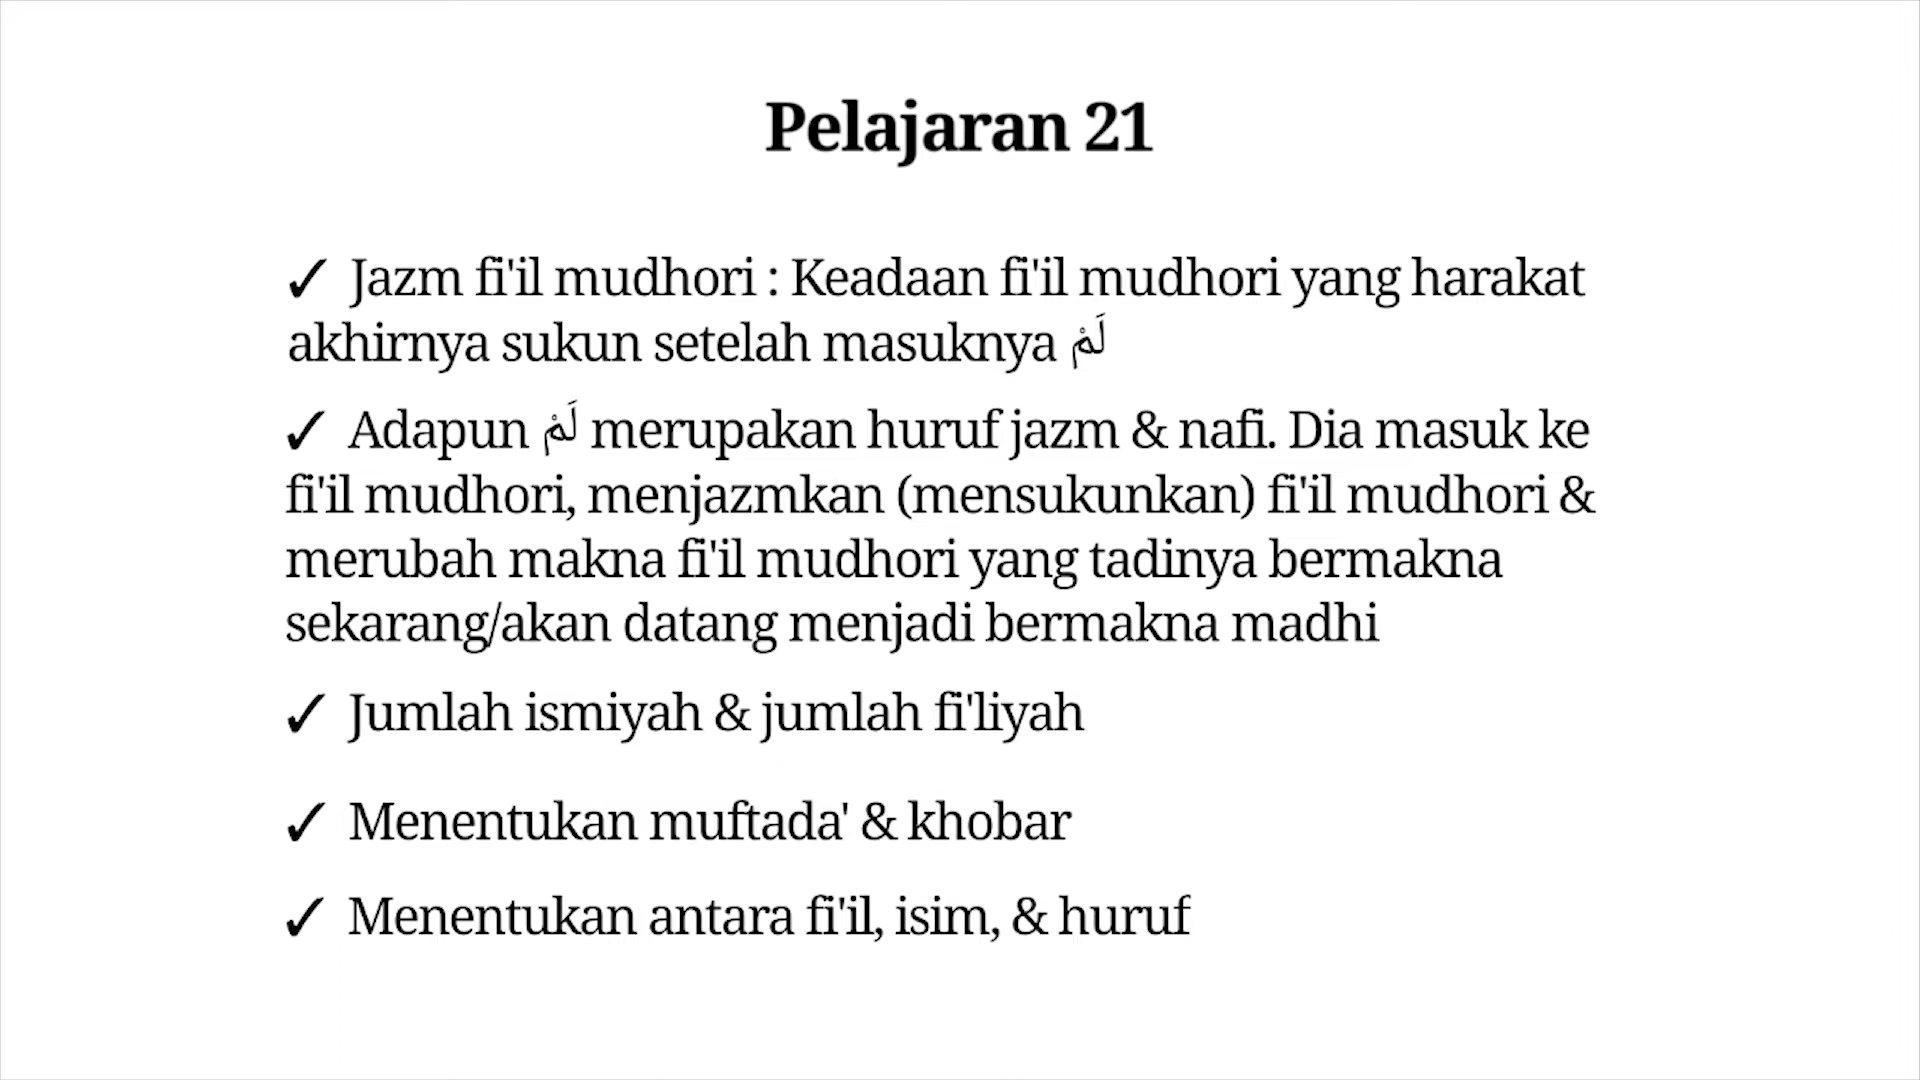 Pelajaran 21
✓ Jazm fi'il mudhori : Keadaan fi'il mudhori yang harakat
akhirnya sukun setelah masuknya لَمْ
✓ Adapun لَمْ merupakan huruf jazm & nafi. Dia masuk ke
fi'il mudhori, menjazmkan (mensukunkan) fi'il mudhori &
merubah makna fi'il mudhori yang tadinya bermakna
sekarang/akan datang menjadi bermakna madhi
✓ Jumlah ismiyah & jumlah fi'liyah
✓ Menentukan muftada' & khobar
✓ Menentukan antara fi'il, isim, & huruf